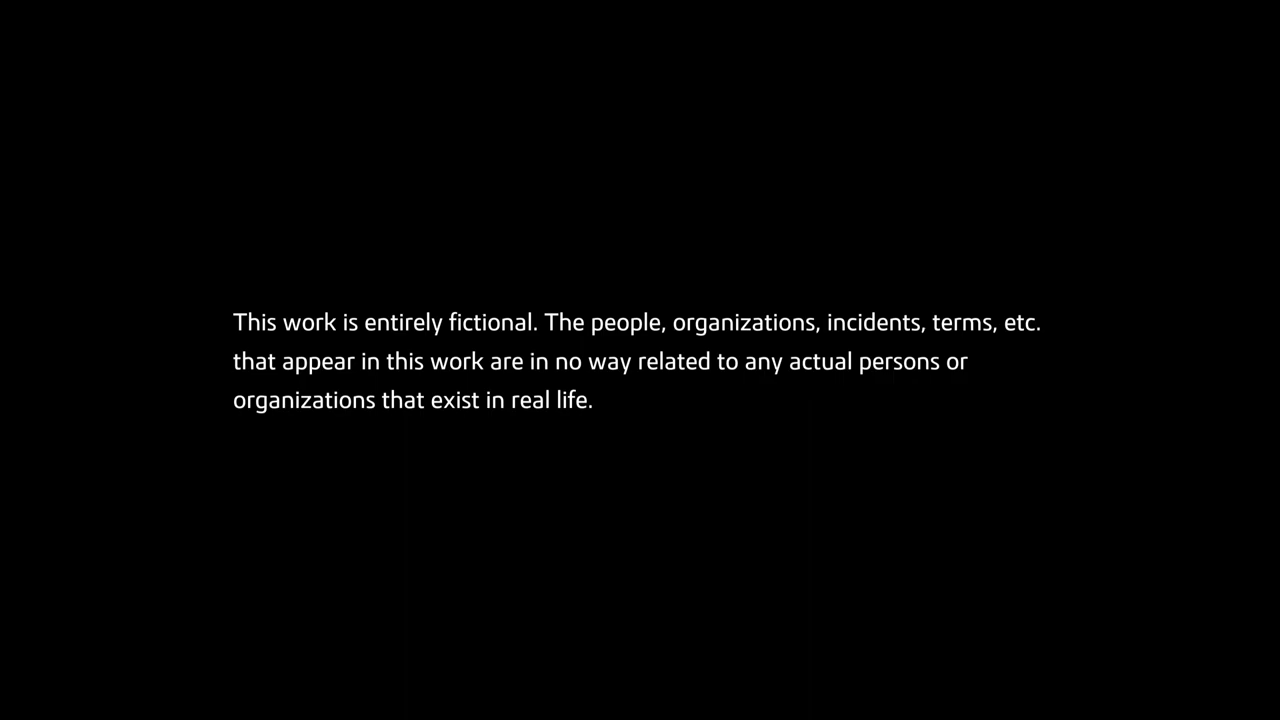 This work is entirely fictional. The people, organizations, incidents, terms, etc.
that appear in this work are in no way related to any actual persons or
organizations that exist in real life.